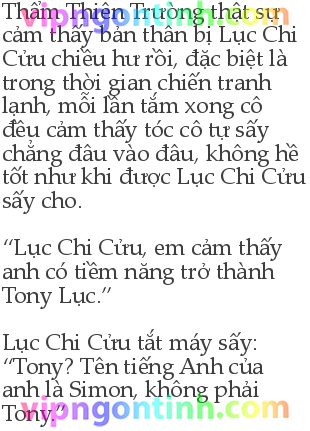 Thẩm Thiên Trường thật sự
cảm thấy bản thân bị Lục Chi
Cửu chiều hư rồi, đặc biệt là
trong thời gian chiến tranh
lạnh, mỗi lần tắm xong cô
đều cảm thấy tóc cô tự sấy
chẳng đâu vào đâu, không hề
tốt như khi được Lục Chi Cửu
sấy cho.
“Lục Chi Cửu, em cảm thấy
anh có tiềm năng trở thành
Tony Lục.”
Lục Chi Cửu tắt máy sấy:
“Tony? Tên tiếng Anh của
anh là Simon, không phải
Tony.”
vipngontinh.com
vipngontinh.com